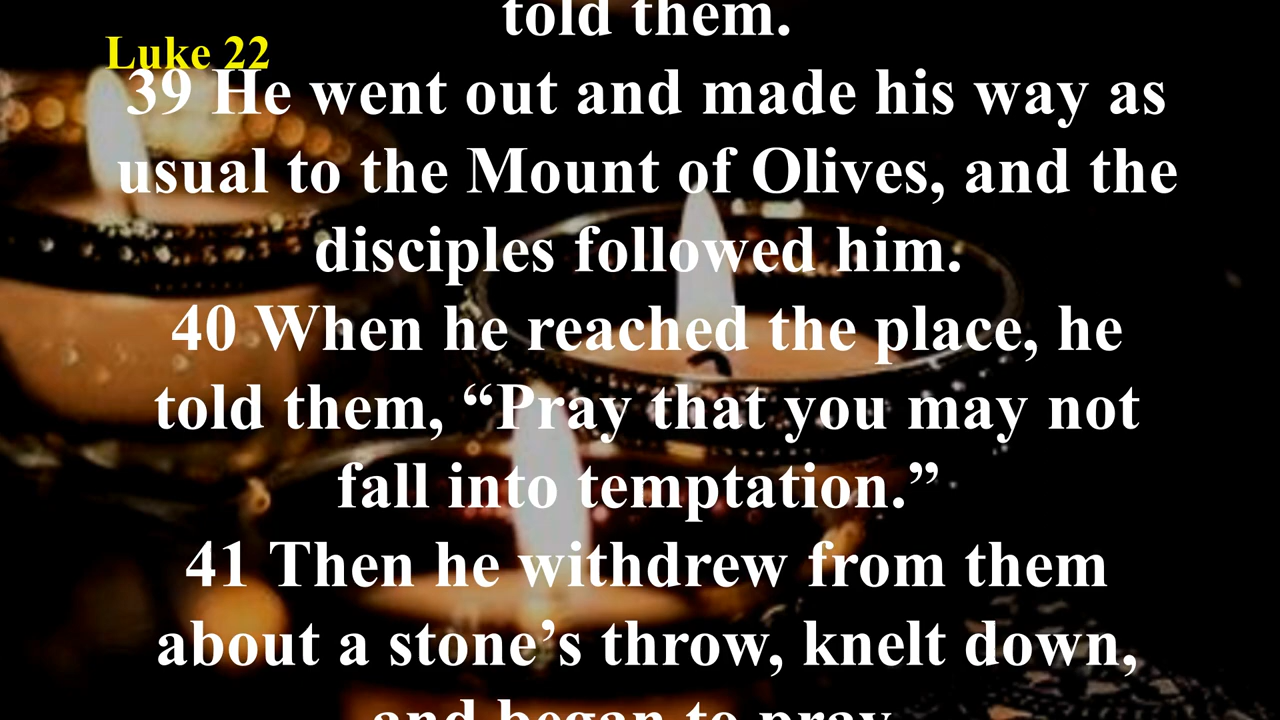 told them.
Luke 22
39 He went out and made his way as
usual to the Mount of Olives, and the
disciples followed him.
40 When he reached the place, he
told them, “Pray that you may not
fall into temptation.”
41 Then he withdrew from them
about a stone’s throw, knelt down,
and began to pray